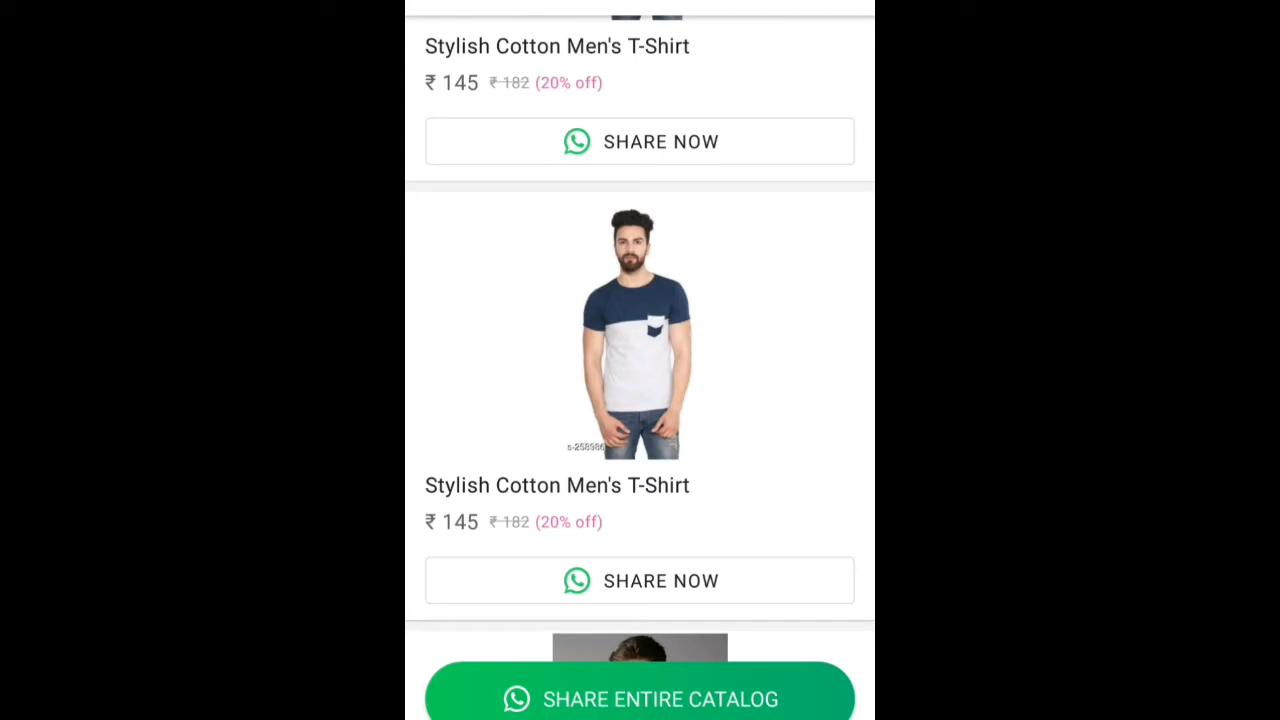 Stylish Cotton Men's T-Shirt
₹ 145 ₹ 182 (20% off)
SHARE NOW
s-258986
Stylish Cotton Men's T-Shirt
₹ 145 ₹ 182 (20% off)
SHARE NOW
SHARE ENTIRE CATALOG